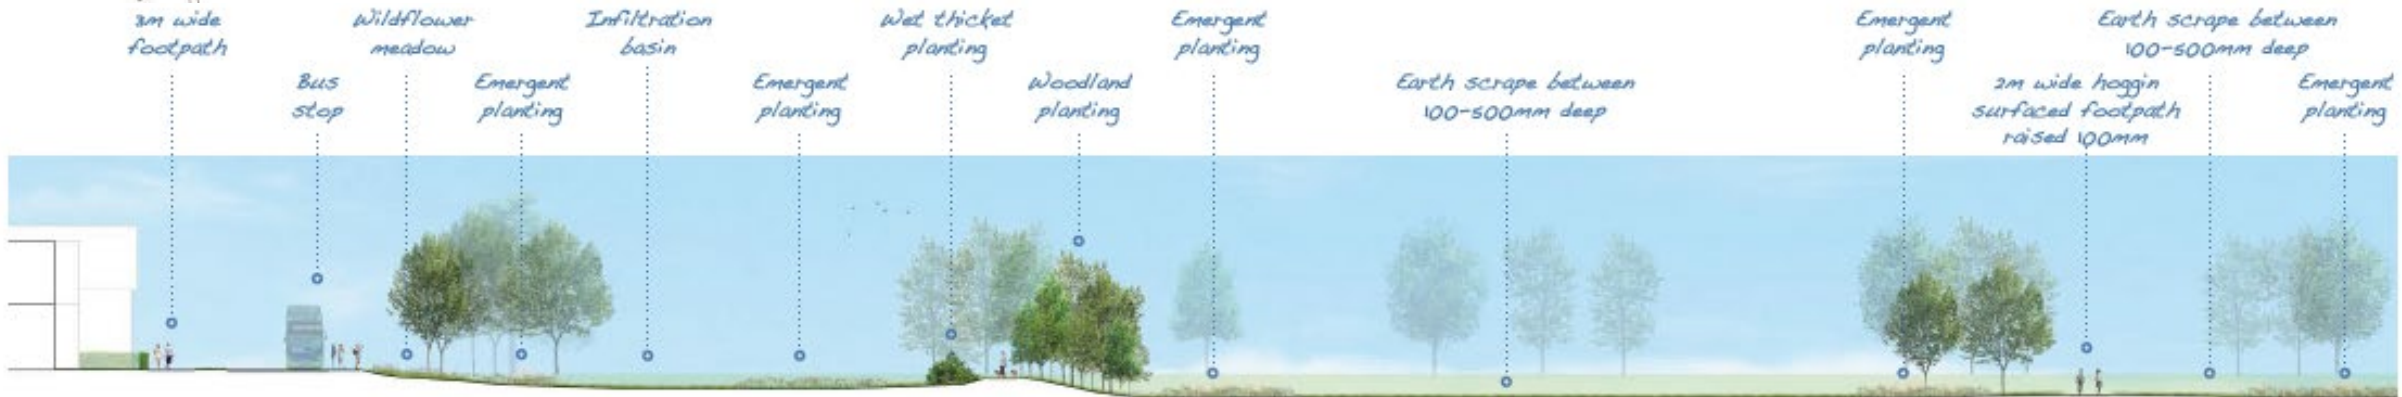 3m wide
footpath
Bus
stop
Wildflower
meadow
Emergent
planting
Infiltration
basin
Emergent
planting
Wet thicket
planting
Woodland
planting
Emergent
planting
Earth scrape between
100-500mm deep
Emergent
planting
2m wide hoggin
surfaced footpath
raised 100mm
Earth scrape between
100-500mm deep
Emergent
planting